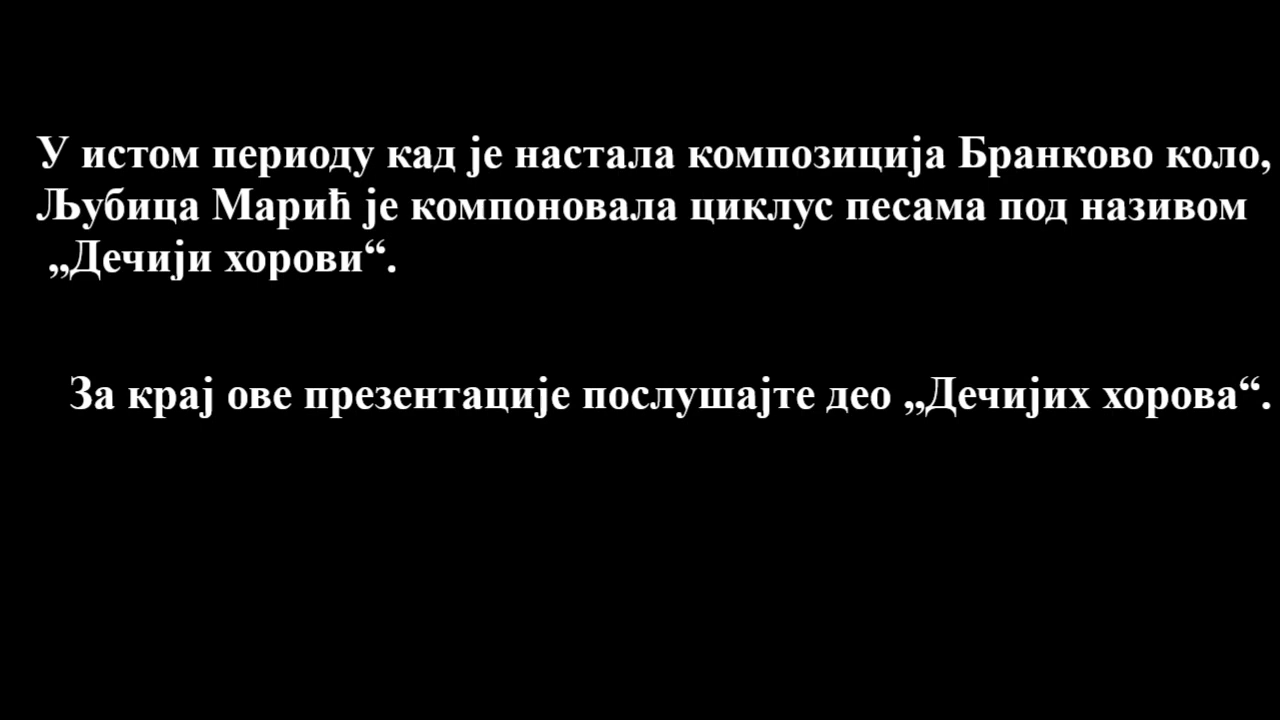 У истом периоду кад је настала композиција Бранково коло,
Љубица Марић је компоновала циклус песама под називом
„Дечији хорови“.
За крај ове презентације послушајте део „Дечијих хорова“.